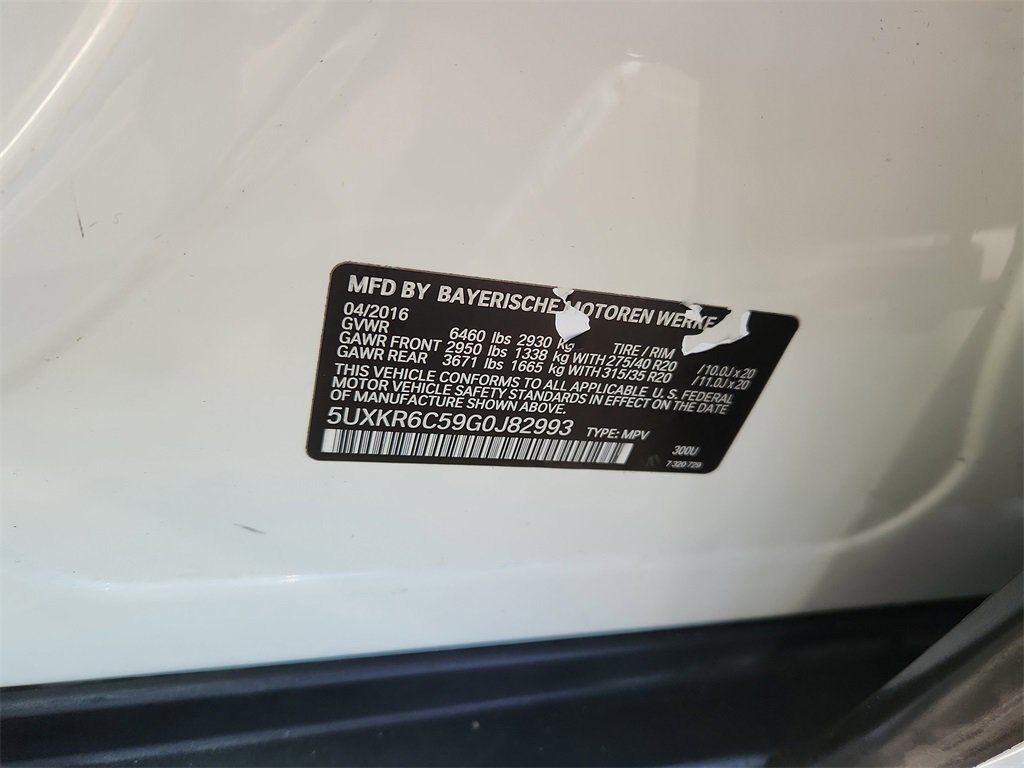 MFD BY BAYERISCHE MOTOREN WERKE
04/2016
GVWR 6460 lbs 2930 kg TIRE / RIM
GAWR FRONT 2950 lbs 1338 kg WITH 275/40 R20 /10.0J x 20
GAWR REAR 3671 lbs 1665 kg WITH 315/35 R20 /11.0J x 20
THIS VEHICLE CONFORMS TO ALL APPLICABLE U.S. FEDERAL
MOTOR VEHICLE SAFETY STANDARDS IN EFFECT ON THE DATE
OF MANUFACTURE SHOWN ABOVE.
5UXKR6C59G0J82993 TYPE: MPV
300U
7 320 729